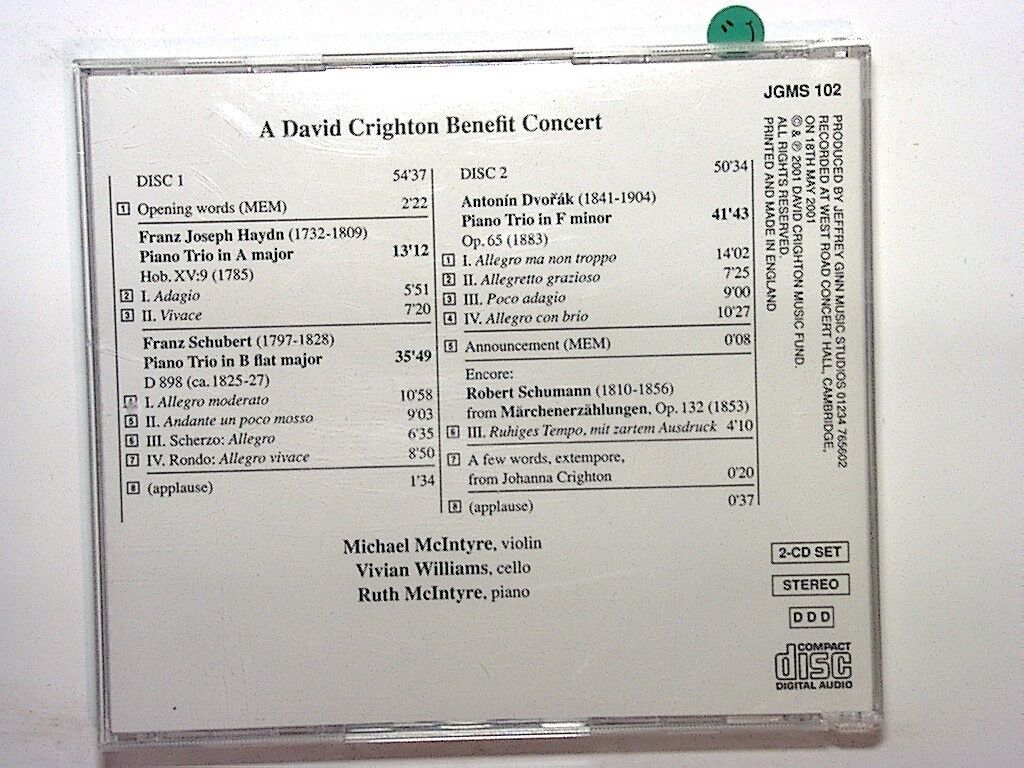 A David Crighton Benefit Concert
DISC 1 54'37
1 Opening words (MEM) 2'22
Franz Joseph Haydn (1732-1809)
Piano Trio in A major 13'12
Hob. XV:9 (1785)
2 I. Adagio 5'51
3 II. Vivace 7'20
Franz Schubert (1797-1828)
Piano Trio in B flat major 35'49
D 898 (ca.1825-27)
4 I. Allegro moderato 10'58
5 II. Andante un poco mosso 9'03
6 III. Scherzo: Allegro 6'35
7 IV. Rondo: Allegro vivace 8'50
8 (applause) 1'34
DISC 2 50'34
Antonín Dvořák (1841-1904)
Piano Trio in F minor 41'43
Op. 65 (1883)
1 I. Allegro ma non troppo 14'02
2 II. Allegretto grazioso 7'25
3 III. Poco adagio 9'00
4 IV. Allegro con brio 10'27
5 Announcement (MEM) 0'08
Encore:
Robert Schumann (1810-1856)
from Märchenerzählungen, Op. 132 (1853)
6 III. Ruhiges Tempo, mit zartem Ausdruck 4'10
7 A few words, extempore,
from Johanna Crighton 0'20
8 (applause) 0'37
Michael McIntyre, violin
Vivian Williams, cello
Ruth McIntyre, piano
JGMS 102
PRODUCED BY JEFFREY GINN MUSIC STUDIOS 01234 765602
RECORDED AT WEST ROAD CONCERT HALL, CAMBRIDGE,
ON 18TH MAY 2001
© & ℗ 2001 DAVID CRIGHTON MUSIC FUND.
ALL RIGHTS RESERVED.
PRINTED AND MADE IN ENGLAND
2-CD SET
STEREO
D D D
COMPACT
disc
DIGITAL AUDIO